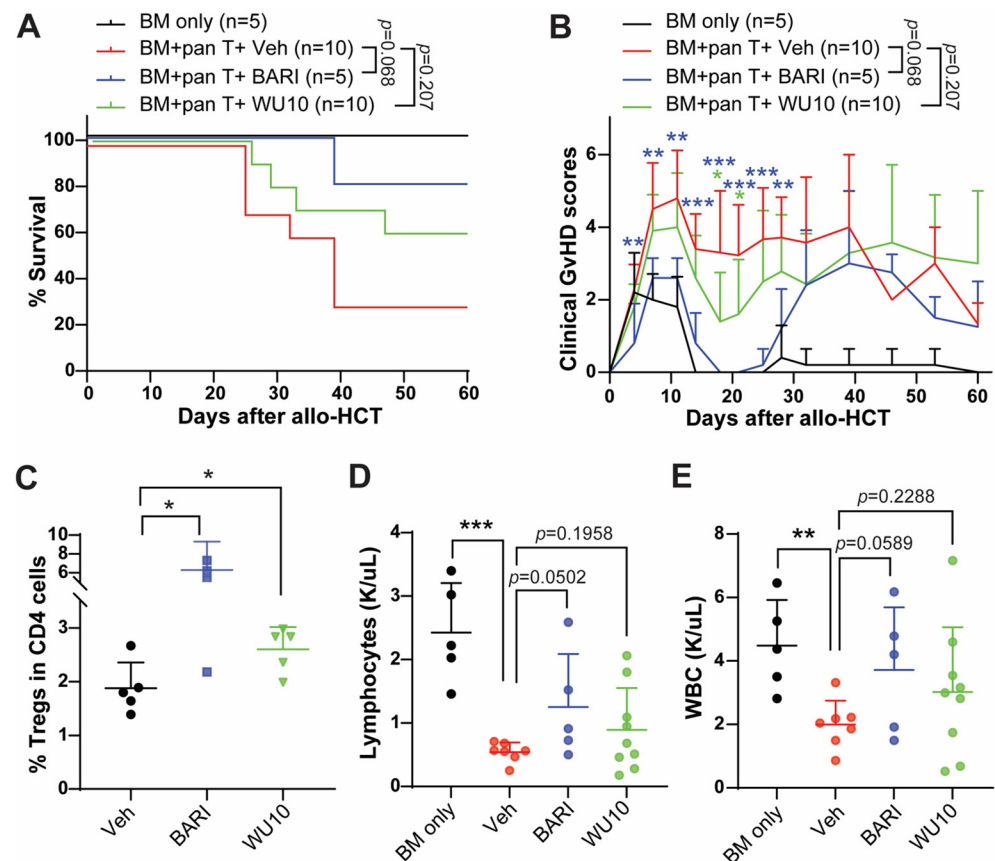 A
BM only (n=5)
BM+pan T+ Veh (n=10)
BM+pan T+ BARI (n=5)
BM+pan T+ WU10 (n=10)
p=0.068
p=0.207
% Survival
100
80
60
40
20
0
0 10 20 30 40 50 60
Days after allo-HCT
B
BM only (n=5)
BM+pan T+ Veh (n=10)
BM+pan T+ BARI (n=5)
BM+pan T+ WU10 (n=10)
p=0.068
p=0.207
Clinical GvHD scores
6
4
2
0
** ** ** *** *** * *** * *** **
0 10 20 30 40 50 60
Days after allo-HCT
C
% Tregs in CD4 cells
*
*
10
8
6
3
2
1
0
Veh BARI WU10
D
Lymphocytes (K/uL)
***
p=0.1958
p=0.0502
4
3
2
1
0
BM only Veh BARI WU10
E
WBC (K/uL)
p=0.2288
**
p=0.0589
8
6
4
2
0
BM only Veh BARI WU10